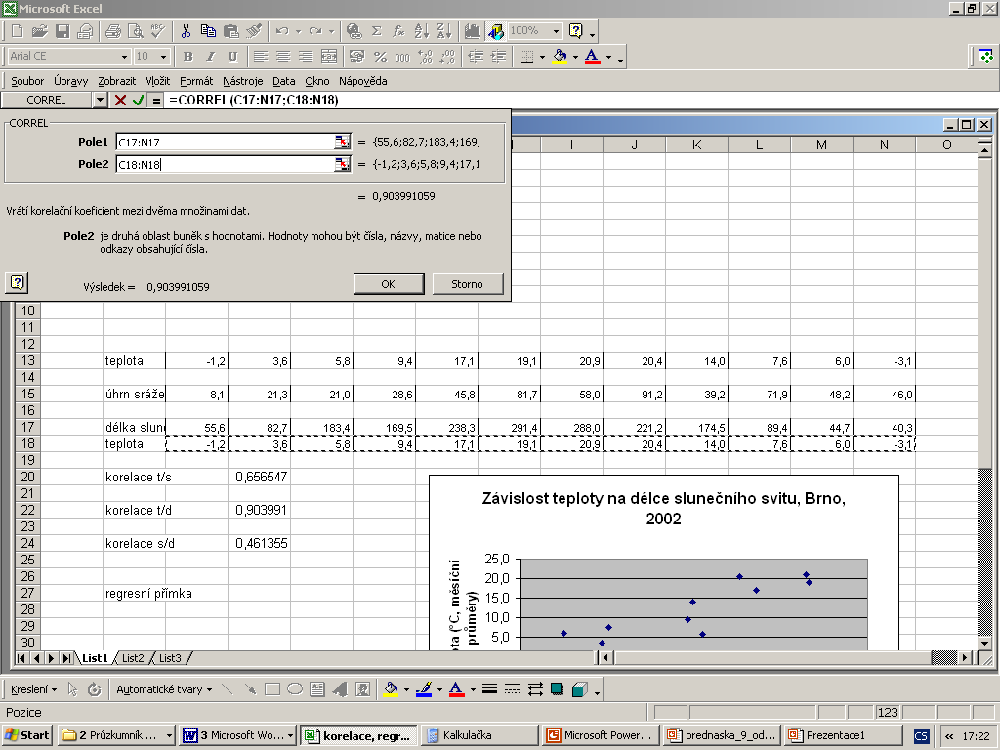 Microsoft Excel
100%
Arial CE 10 B I U % 000
Soubor Úpravy Zobrazit Vložit Formát Nástroje Data Okno Nápověda
CORREL =CORREL(C17:N17;C18:N18)
CORREL
Pole1 C17:N17 = {55,6;82,7;183,4;169,
Pole2 C18:N18 = {-1,2;3,6;5,8;9,4;17,1
= 0,903991059
Vrátí korelační koeficient mezi dvěma množinami dat.
Pole2 je druhá oblast buněk s hodnotami. Hodnoty mohou být čísla, názvy, matice nebo
odkazy obsahující čísla.
Výsledek = 0,903991059 OK Storno
I J K L M N O
10
11
12
13 teplota -1,2 3,6 5,8 9,4 17,1 19,1 20,9 20,4 14,0 7,6 6,0 -3,1
14
15 úhrn sráže 8,1 21,3 21,0 28,6 45,8 81,7 58,0 91,2 39,2 71,9 48,2 46,0
16
17 délka slun 55,6 82,7 183,4 169,5 238,3 291,4 288,0 221,2 174,5 89,4 44,7 40,3
18 teplota -1,2 3,6 5,8 9,4 17,1 19,1 20,9 20,4 14,0 7,6 6,0 -3,1
19
20 korelace t/s 0,656547
21
22 korelace t/d 0,903991
23
24 korelace s/d 0,461355
25
26
27 regresní přímka
28
29
30
Závislost teploty na délce slunečního svitu, Brno,
2002
ota (°C, měsíční
průměry)
25,0
20,0
15,0
10,0
5,0
List1 List2 List3
Kreslení Automatické tvary
Pozice 123
Start 2 Průzkumník ... 3 Microsoft Wo... korelace, regr... Kalkulačka Microsoft Power... prednaska_9_od... Prezentace1 CS « 17:22